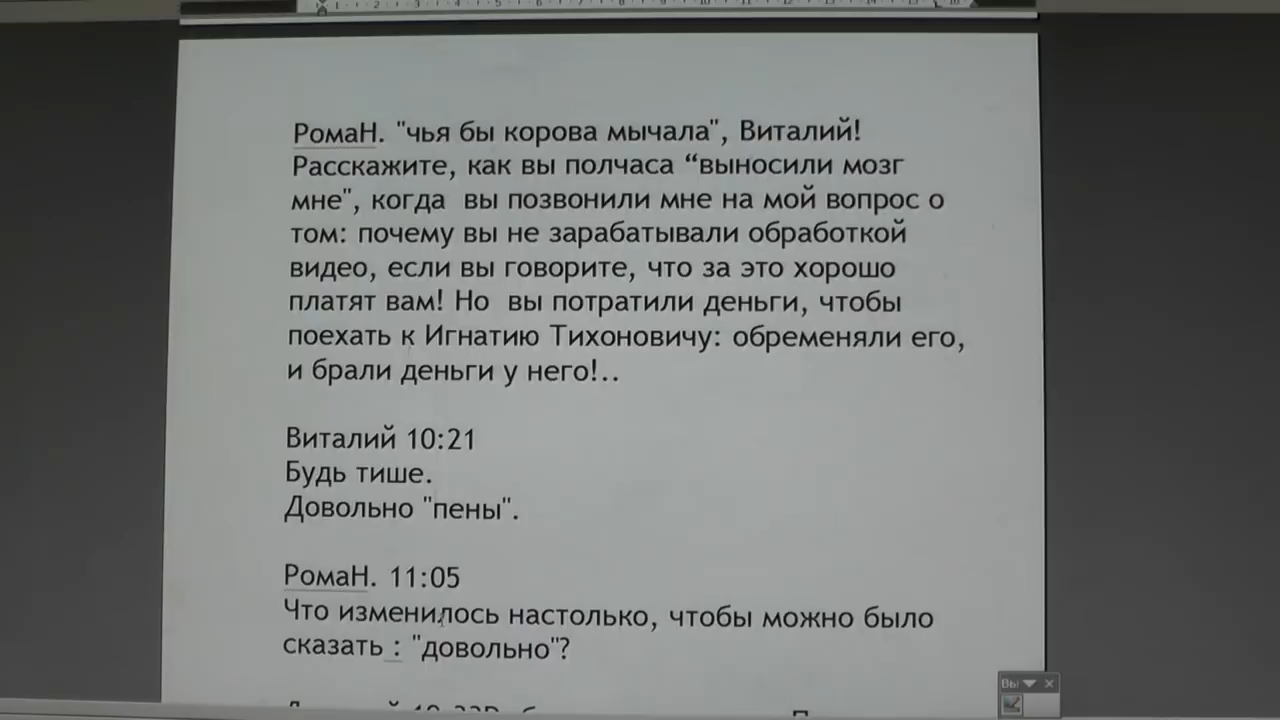 РомаН. "чья бы корова мычала", Виталий!
Расскажите, как вы полчаса “выносили мозг
мне", когда  вы позвонили мне на мой вопрос о
том: почему вы не зарабатывали обработкой
видео, если вы говорите, что за это хорошо
платят вам! Но  вы потратили деньги, чтобы
поехать к Игнатию Тихоновичу: обременяли его,
и брали деньги у него!..
Виталий 10:21
Будь тише.
Довольно "пены".
РомаН. 11:05
Что изменилось настолько, чтобы можно было
сказать : "довольно"?
Вы